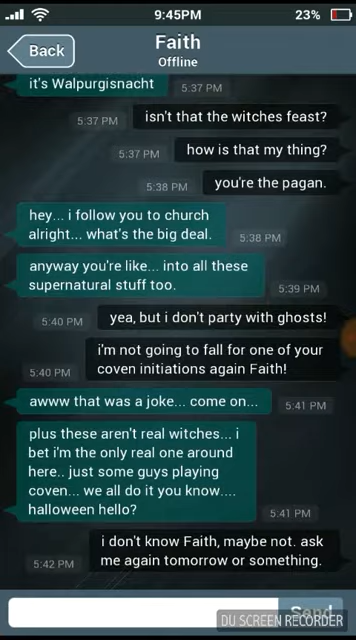 9:45PM
23%
Back
Faith
Offline
it's Walpurgisnacht
5:37 PM
isn't that the witches feast?
5:37 PM
how is that my thing?
5:37 PM
you're the pagan.
5:38 PM
hey... i follow you to church
alright... what's the big deal.
5:38 PM
anyway you're like... into all these
supernatural stuff too.
5:39 PM
yea, but i don't party with ghosts!
5:40 PM
i'm not going to fall for one of your
coven initiations again Faith!
5:40 PM
awww that was a joke... come on...
5:41 PM
plus these aren't real witches... i
bet i'm the only real one around
here.. just some guys playing
coven... we all do it you know....
halloween hello?
5:41 PM
i don't know Faith, maybe not. ask
me again tomorrow or something.
5:42 PM
Send
DU SCREEN RECORDER